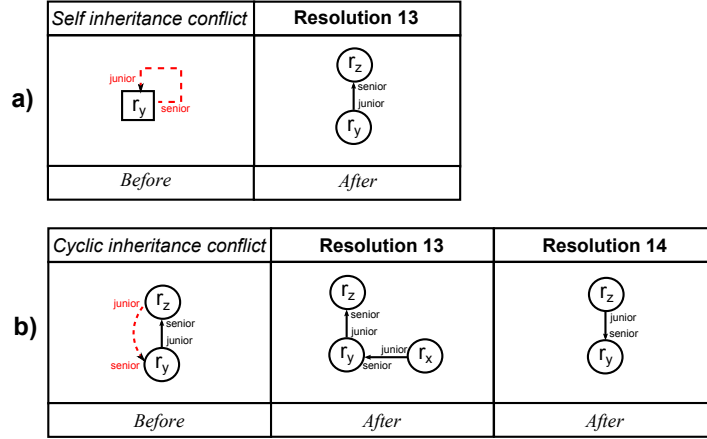 Self inheritance conflict Resolution 13
a)
junior
r_y
senior
r_z
senior
junior
r_y
Before After
Cyclic inheritance conflict Resolution 13 Resolution 14
b)
junior
r_z
senior
junior
senior
r_y
r_z
senior
junior
r_y
junior
senior
r_x
r_z
junior
senior
r_y
Before After After